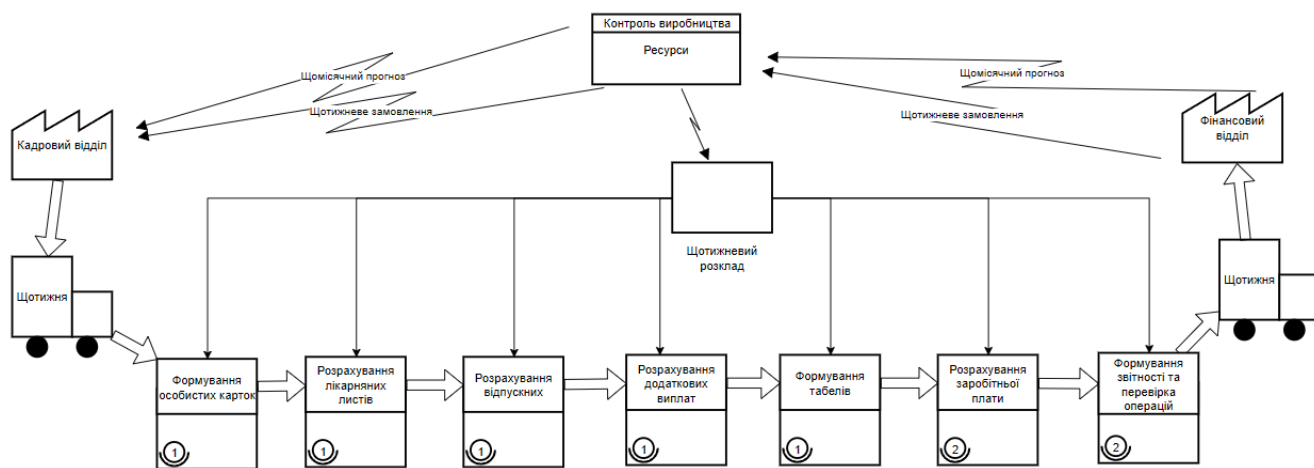 Контроль виробництва
Ресурси
Щомісячний прогноз
Щотижневе замовлення
Щомісячний прогноз
Щотижневе замовлення
Кадровий відділ
Фінансовий
відділ
Щотижневий
розклад
Щотижня
Щотижня
Формування
особистих карток
1
Розрахування
лікарняних
листів
1
Розрахування
відпускних
1
Розрахування
додаткових
виплат
1
Формування
табелів
1
Розрахування
заробітної
плати
2
Формування
звітності та
перевірка
операцій
2